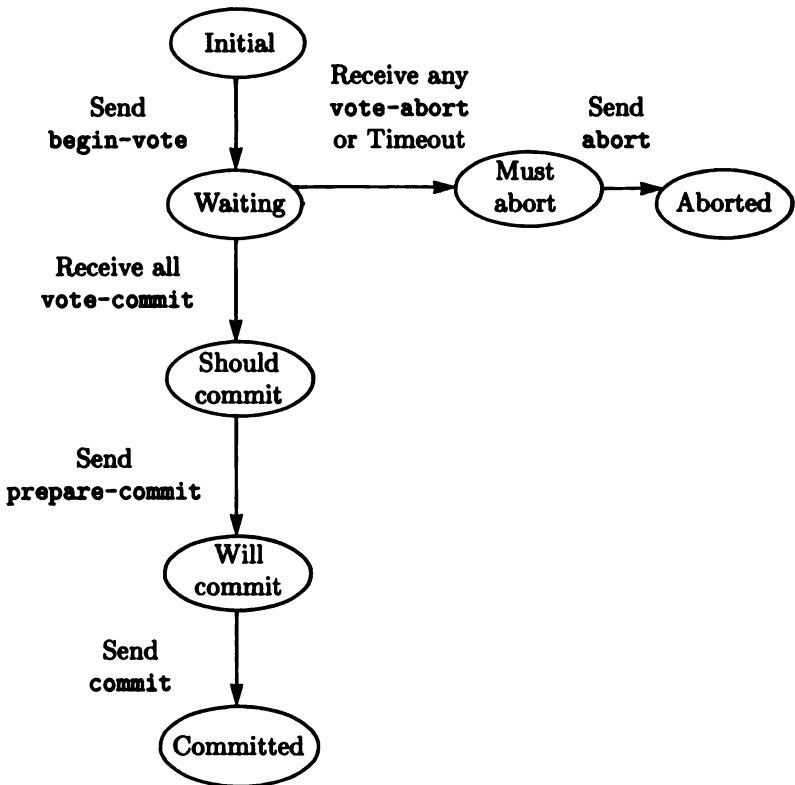 Initial
Send
begin-vote
Receive any
vote-abort
or Timeout
Send
abort
Waiting
Must
abort
Aborted
Receive all
vote-commit
Should
commit
Send
prepare-commit
Will
commit
Send
commit
Committed